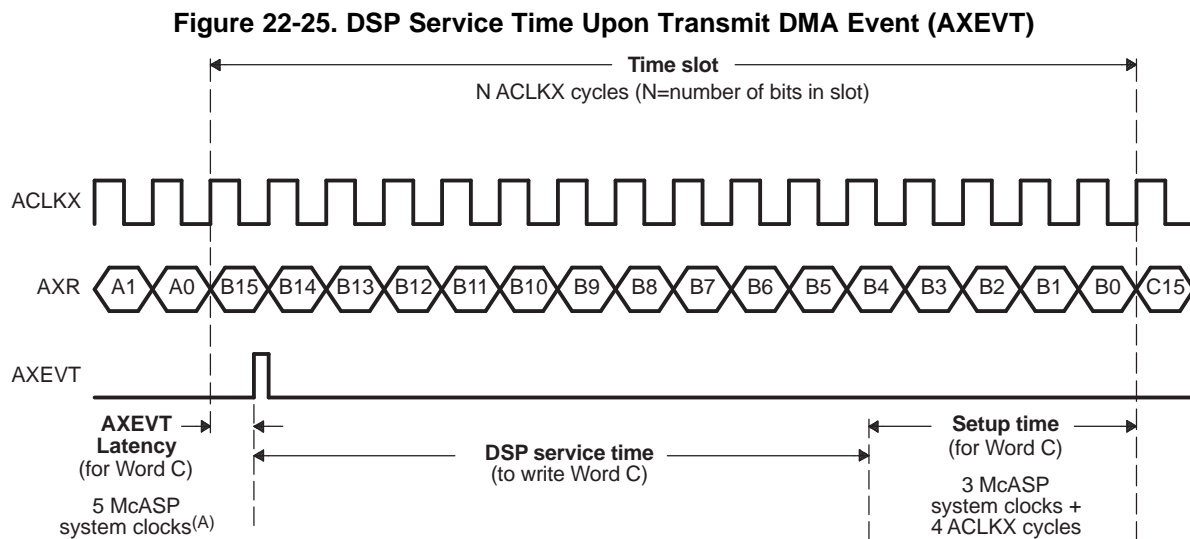 Figure 22-25. DSP Service Time Upon Transmit DMA Event (AXEVT)
Time slot
N ACLKX cycles (N=number of bits in slot)
ACLKX
AXR A1 A0 B15 B14 B13 B12 B11 B10 B9 B8 B7 B6 B5 B4 B3 B2 B1 B0 C15
AXEVT
AXEVT
Latency
(for Word C)
5 McASP
system clocks(A)
DSP service time
(to write Word C)
Setup time
(for Word C)
3 McASP
system clocks +
4 ACLKX cycles